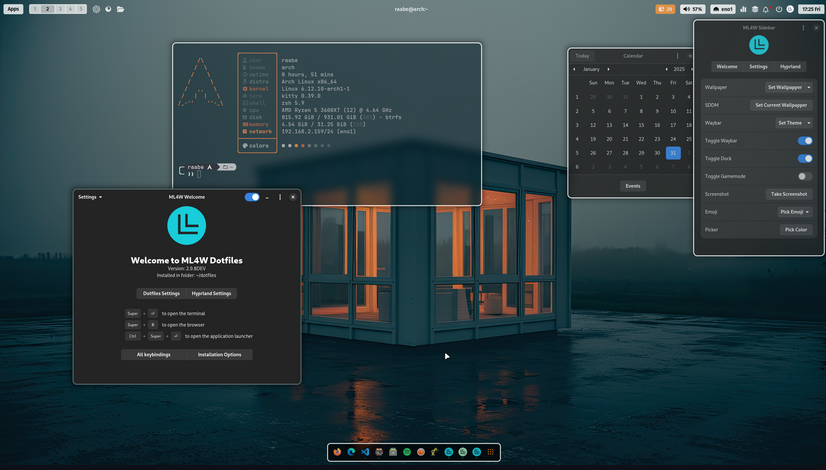 Apps
1 2 3 4 5
raabe@arch:~
28
57%
eno1
17:25 Fri
user raabe
hname arch
uptime 8 hours, 51 mins
distro Arch Linux x86_64
kernel Linux 6.12.10-arch1-1
term kitty 0.39.0
shell zsh 5.9
cpu AMD Ryzen 5 3600XT (12) @ 4.64 GHz
disk 815.92 GiB / 931.01 GiB - btrfs
memory 4.54 GiB / 31.25 GiB
network 192.168.2.159/24 [eno1]
colors
raabe ~
Today Calendar
January 2025
Sun Mon Tue Wed Thu Fri Sat
1 29 30 31 1 2 3
2 5 6 7 8 9 10
3 12 13 14 15 16 17
4 19 20 21 22 23 24
5 26 27 28 29 30 31
6
Events
ML4W Sidebar
Welcome Settings Hyprland
Wallpaper Set Wallpapper
SDDM Set Current Wallpapper
Waybar Set Theme
Toggle Waybar
Toggle Dock
Toggle Gamemode
Screenshot Take Screenshot
Emoji Pick Emoji
Picker Pick Color
Settings ML4W Welcome
Welcome to ML4W Dotfiles
Version: 2.9.8DEV
Installed in folder: ~/dotfiles
Dotfiles Settings Hyprland Settings
Super + ⏎ to open the terminal
Super + B to open the browser
Ctrl + Super + ⏎ to open the application launcher
All keybindings Installation Options